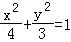 x²/4 + y²/3 = 1